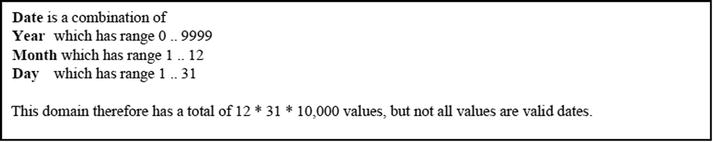 Date is a combination of
Year which has range 0 .. 9999
Month which has range 1 .. 12
Day which has range 1 .. 31
This domain therefore has a total of 12 * 31 * 10,000 values, but not all values are valid dates.